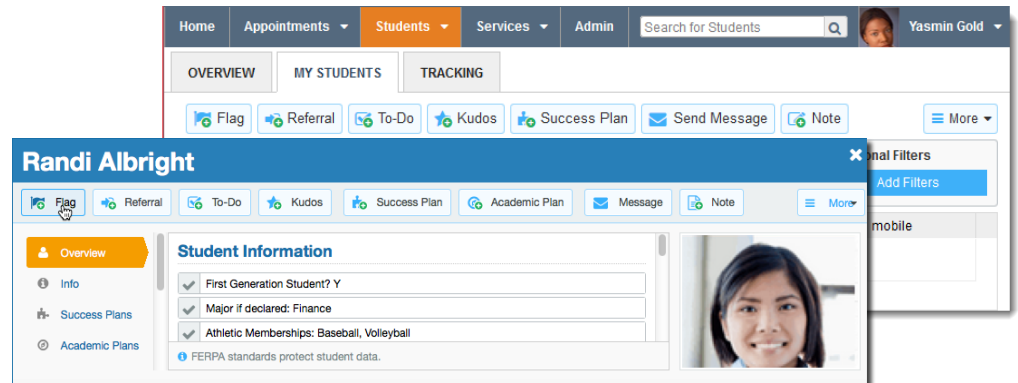 Home Appointments Students Services Admin Search for Students Yasmin Gold
OVERVIEW MY STUDENTS TRACKING
Flag Referral To-Do Kudos Success Plan Send Message Note More
onal Filters
Add Filters
mobile
Randi Albright
Flag Referral To-Do Kudos Success Plan Academic Plan Message Note More
Overview
Info
Success Plans
Academic Plans
Student Information
First Generation Student? Y
Major if declared: Finance
Athletic Memberships: Baseball, Volleyball
FERPA standards protect student data.